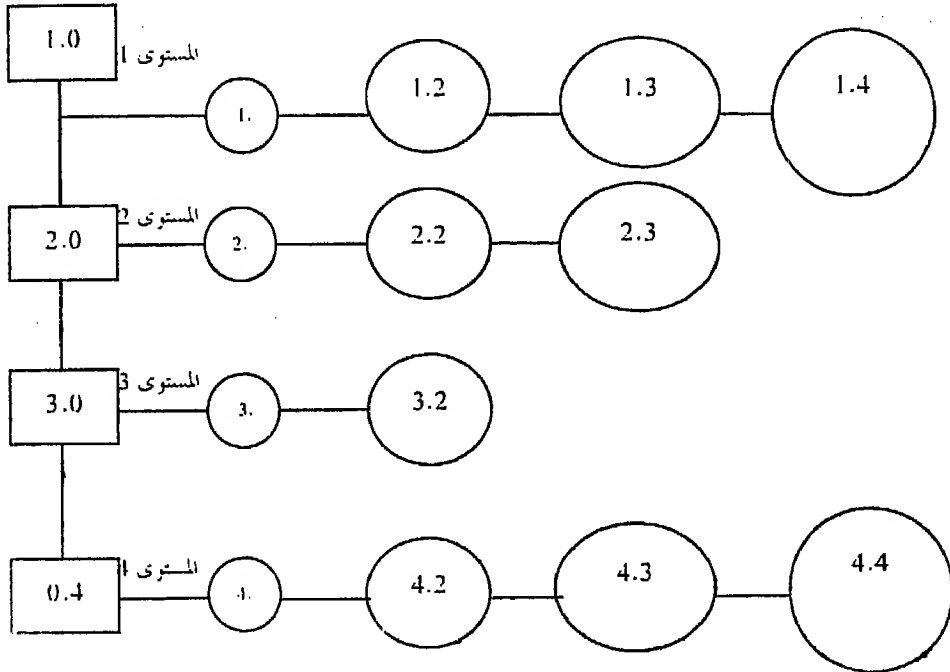 1.0
المستوى 1
1. 1.2 1.3 1.4
المستوى 2
2.0 2. 2.2 2.3
المستوى 3
3.0 3. 3.2
المستوى 4
0.4 4. 4.2 4.3 4.4